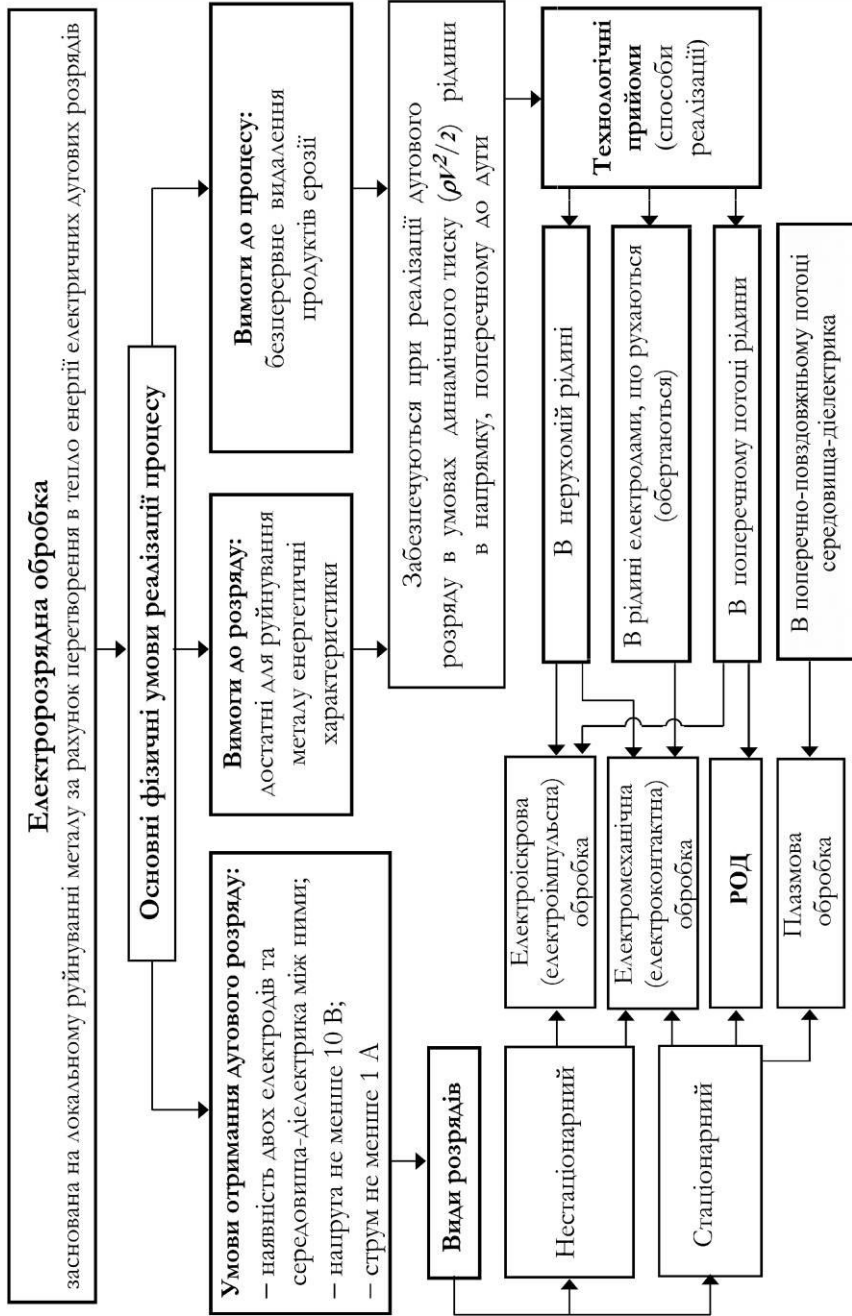 Електророзрядна обробка
заснована на локальному руйнуванні металу за рахунок перетворення в тепло енергії електричних дугових розрядів
Основні фізичні умови реалізації процесу
Умови отримання дугового розряду:
– наявність двох електродів та
середовища-діелектрика між ними;
– напруга не менше 10 В;
– струм не менше 1 А
Вимоги до розряду:
достатні для руйнування
металу енергетичні
характеристики
Вимоги до процесу:
безперервне видалення
продуктів ерозії
Забезпечуються при реалізації дугового
розряду в умовах динамічного тиску (ρV²/2) рідини
в напрямку, поперечному до дуги
Види розрядів
Нестаціонарний
Стаціонарний
Електроіскрова
(електроімпульсна)
обробка
Електромеханічна
(електроконтактна)
обробка
РОД
Плазмова
обробка
В нерухомій рідині
В рідині електродами, що рухаються
(обертаються)
В поперечному потоці рідини
В поперечно-повздовжньому потоці
середовища-діелектрика
Технологічні
прийоми
(способи
реалізації)